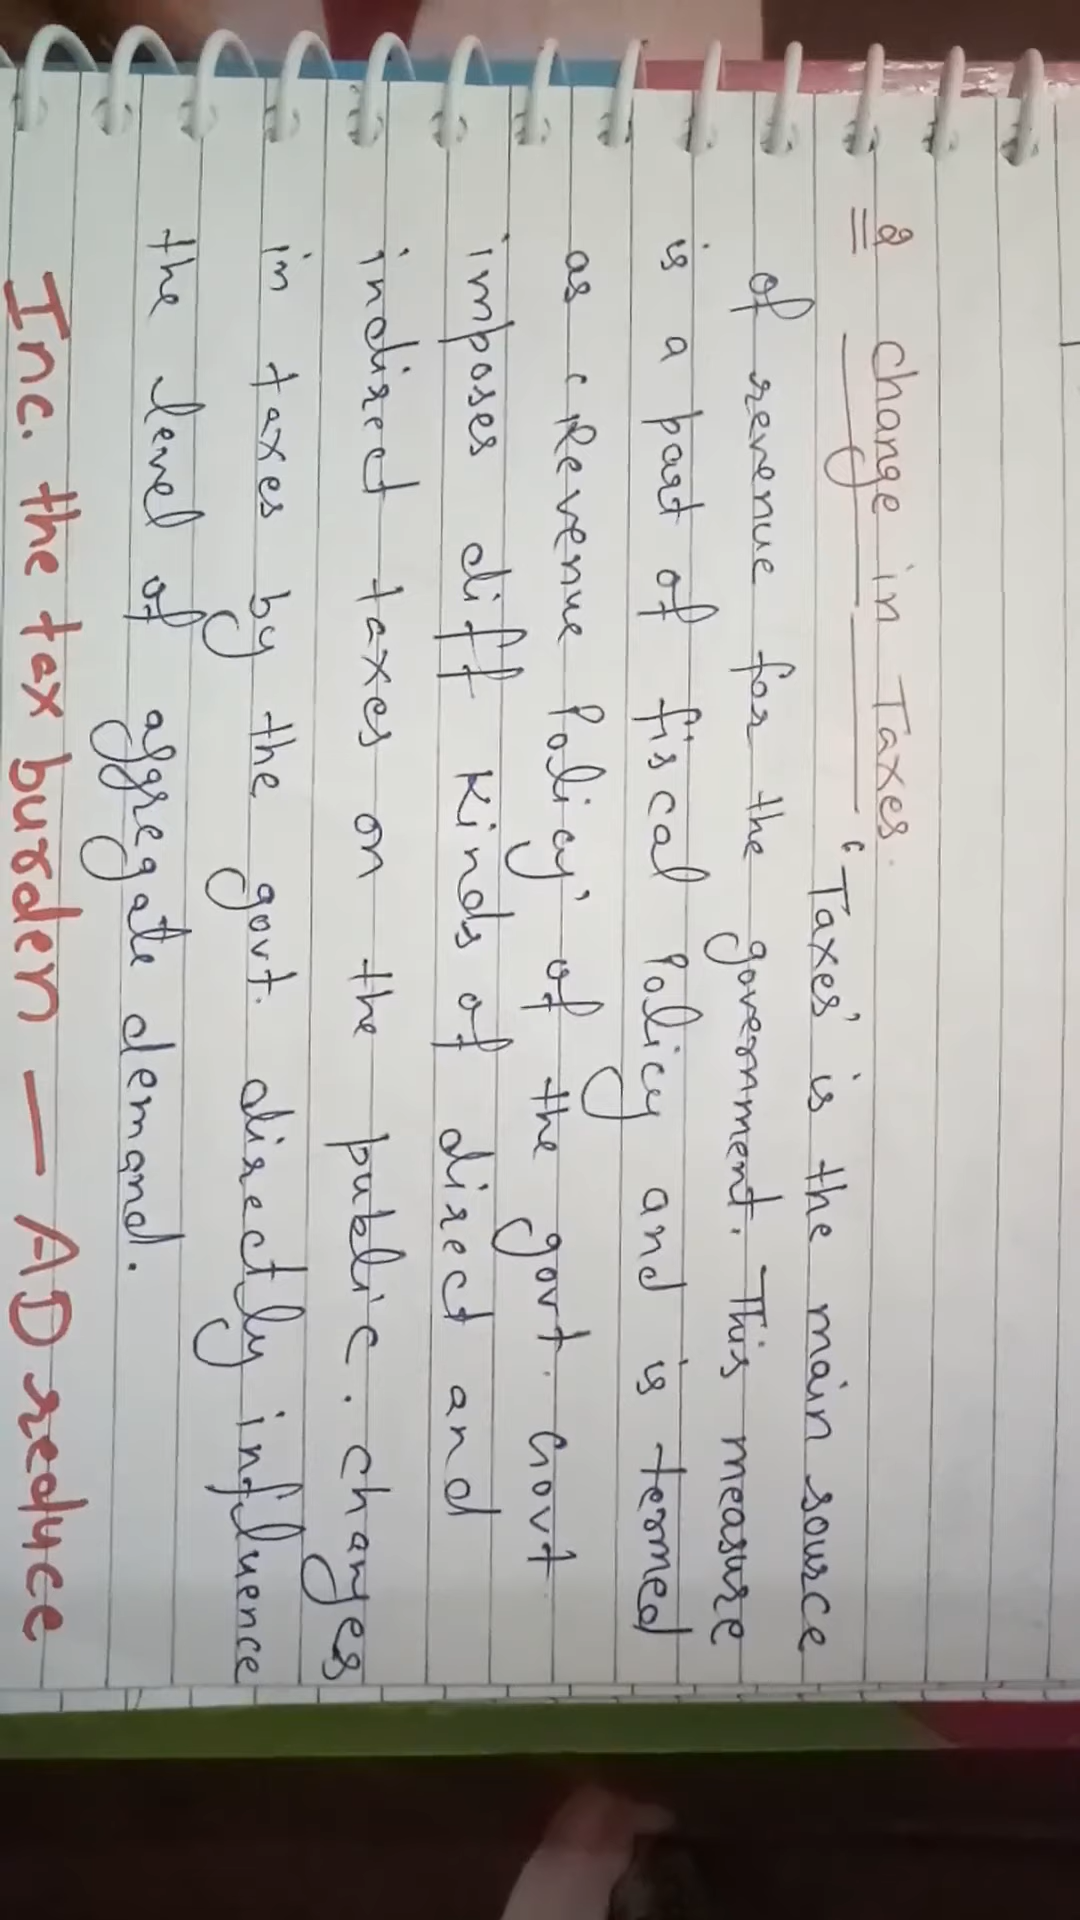 2 Change in Taxes.
‘Taxes’ is the main source
of revenue for the government. This measure
is a part of fiscal Policy and is termed
as ‘Revenue Policy’ of the govt. Govt
imposes diff kinds of direct and
indirect taxes on the public. changes
in taxes by the govt. directly influence
the level of aggregate demand.
Inc. the tax burden — AD reduce